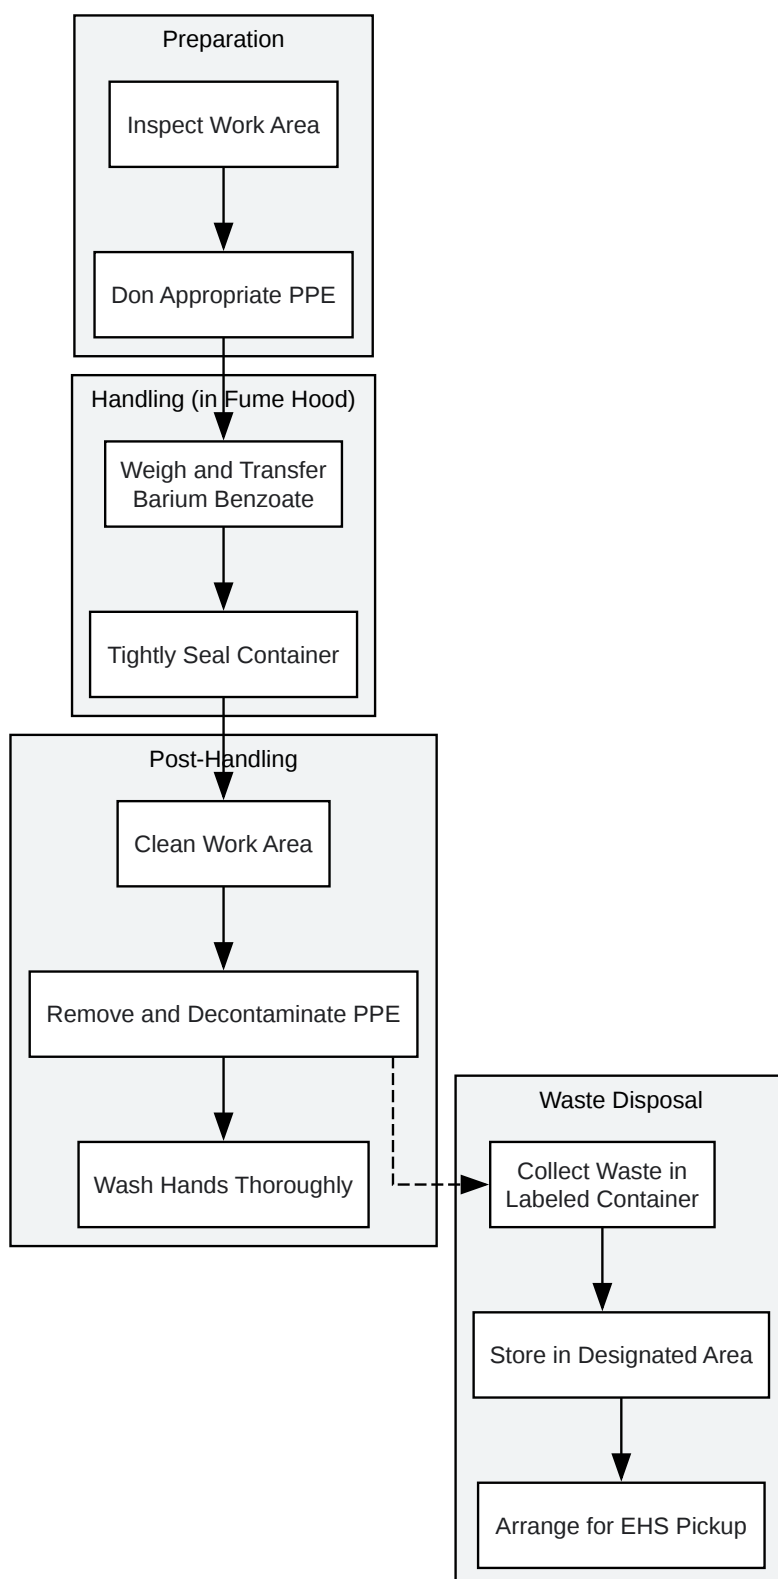 Preparation
Inspect Work Area
Don Appropriate PPE
Handling (in Fume Hood)
Weigh and Transfer
Barium Benzoate
Tightly Seal Container
Post-Handling
Clean Work Area
Remove and Decontaminate PPE
Wash Hands Thoroughly
Waste Disposal
Collect Waste in
Labeled Container
Store in Designated Area
Arrange for EHS Pickup